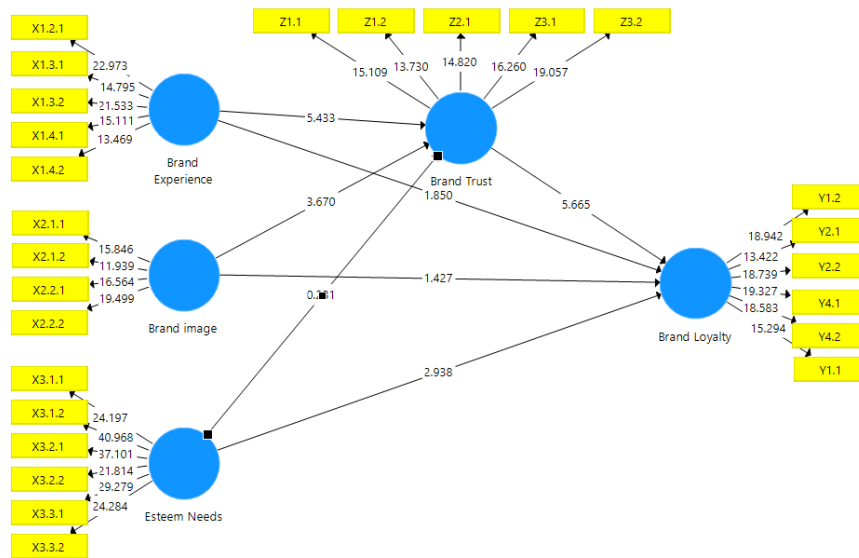 Z1.1
Z1.2
Z2.1
Z3.1
Z3.2
15.109
13.730
14.820
16.260
19.057
X1.2.1
X1.3.1
X1.3.2
X1.4.1
X1.4.2
22.973
14.795
21.533
15.111
13.469
Brand
Experience
5.433
Brand Trust
1.850
3.670
5.665
X2.1.1
X2.1.2
X2.2.1
X2.2.2
15.846
11.939
16.564
19.499
Brand image
1.427
2.938
Y1.2
Y2.1
Y2.2
Y4.1
Y4.2
Y1.1
18.942
13.422
18.739
19.327
18.583
15.294
Brand Loyalty
X3.1.1
X3.1.2
X3.2.1
X3.2.2
X3.3.1
X3.3.2
24.197
40.968
37.101
21.814
29.279
24.284
Esteem Needs